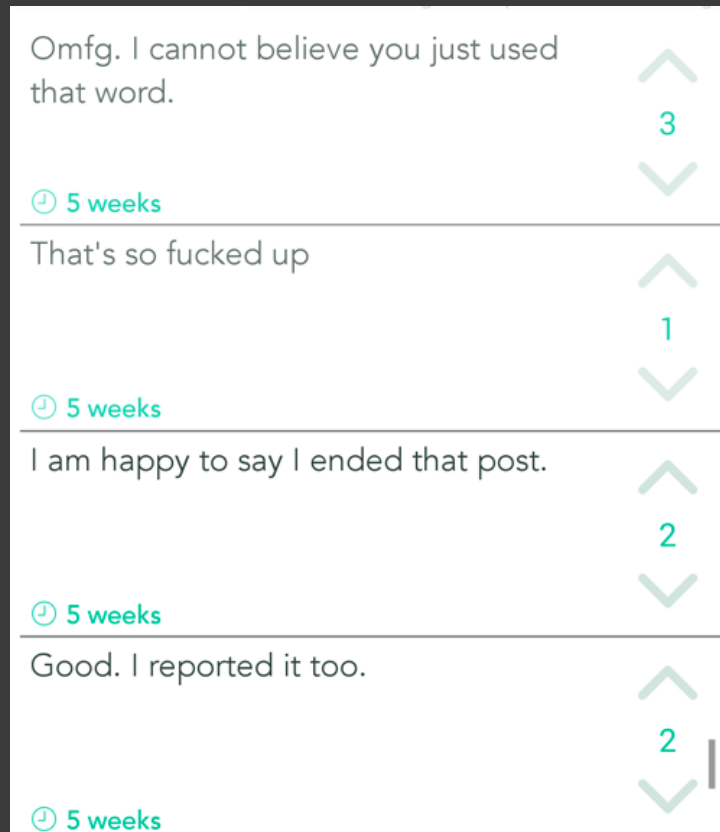 Omfg. I cannot believe you just used
that word.
3
5 weeks
That's so fucked up
1
5 weeks
I am happy to say I ended that post.
2
5 weeks
Good. I reported it too.
2
5 weeks